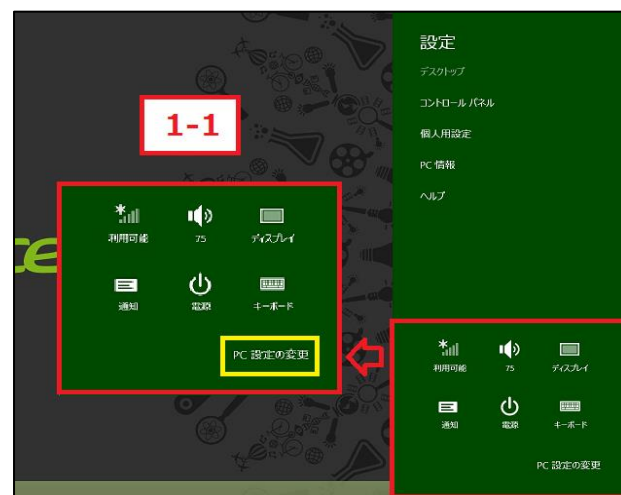 設定
デスクトップ
コントロール パネル
個人用設定
PC 情報
ヘルプ
1-1
利用可能
75
ディスプレイ
通知
電源
キーボード
PC 設定の変更
利用可能
75
ディスプレイ
通知
電源
キーボード
PC 設定の変更